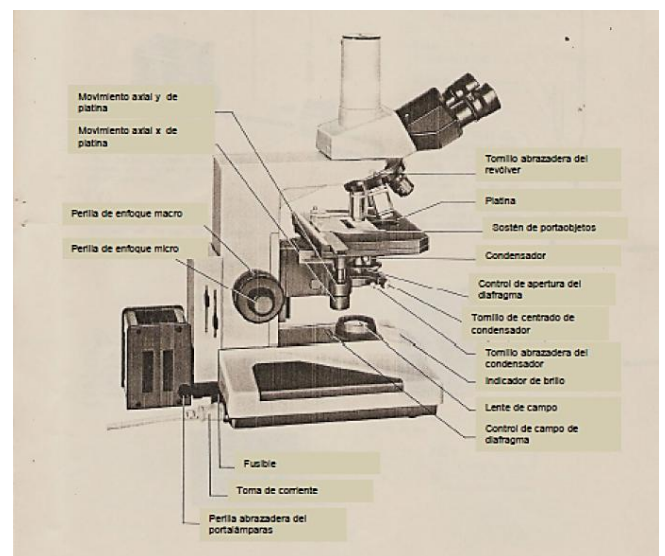 Movimiento axial y de
platina
Movimiento axial x de
platina
Perilla de enfoque macro
Perilla de enfoque micro
Tornillo abrazadera del
revólver
Platina
Sostén de portaobjetos
Condensador
Control de apertura del
diafragma
Tornillo de centrado de
condensador
Tornillo abrazadera del
condensador
Indicador de brillo
Lente de campo
Control de campo de
diafragma
Fusible
Toma de corriente
Perilla abrazadera del
portalámparas